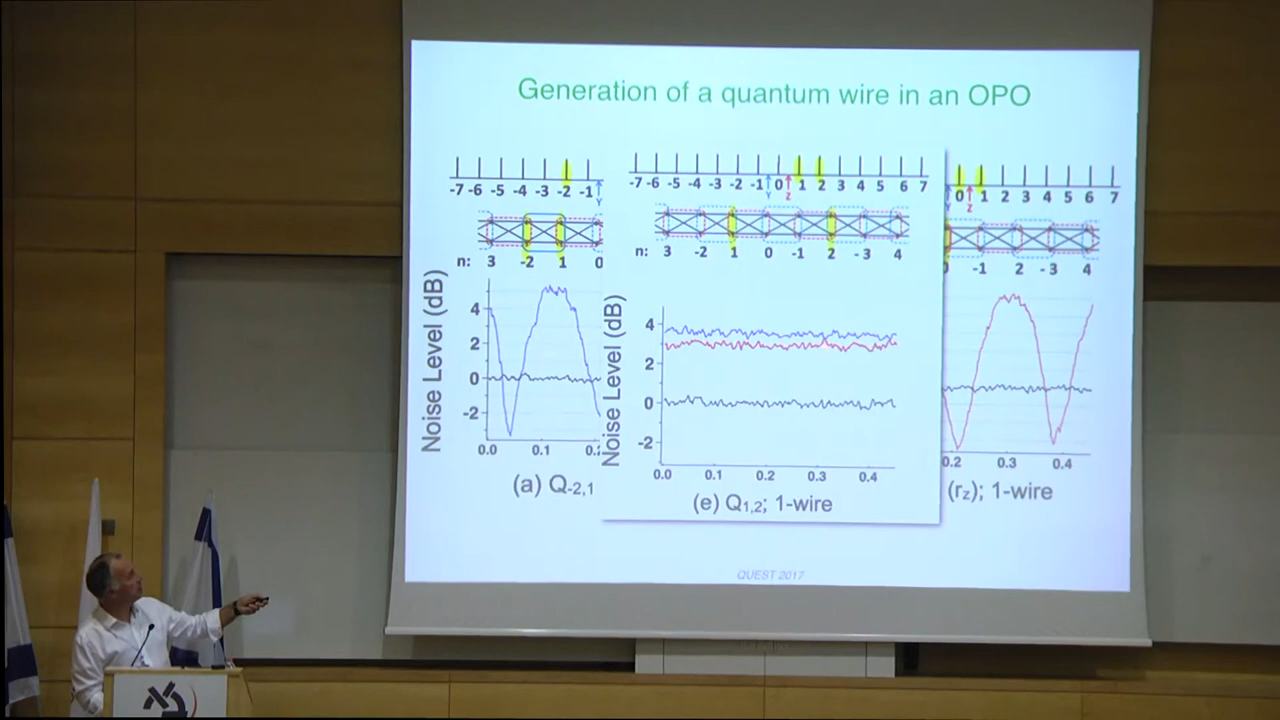 Generation of a quantum wire in an OPO
-7 -6 -5 -4 -3 -2 -1
Y
n: 3 -2 1 0
Noise Level (dB)
4
2
0
-2
0.0 0.1
(a) Q-2,1
-7 -6 -5 -4 -3 -2 -1 0 1 2 3 4 5 6 7
Y Z
n: 3 -2 1 0 -1 2 -3 4
Noise Level (dB)
4
2
0
-2
0.0 0.1 0.2 0.3 0.4
(e) Q1,2; 1-wire
0 1 2 3 4 5 6 7
Z
-1 2 -3 4
0.2 0.3 0.4
(rz); 1-wire
QUEST 2017